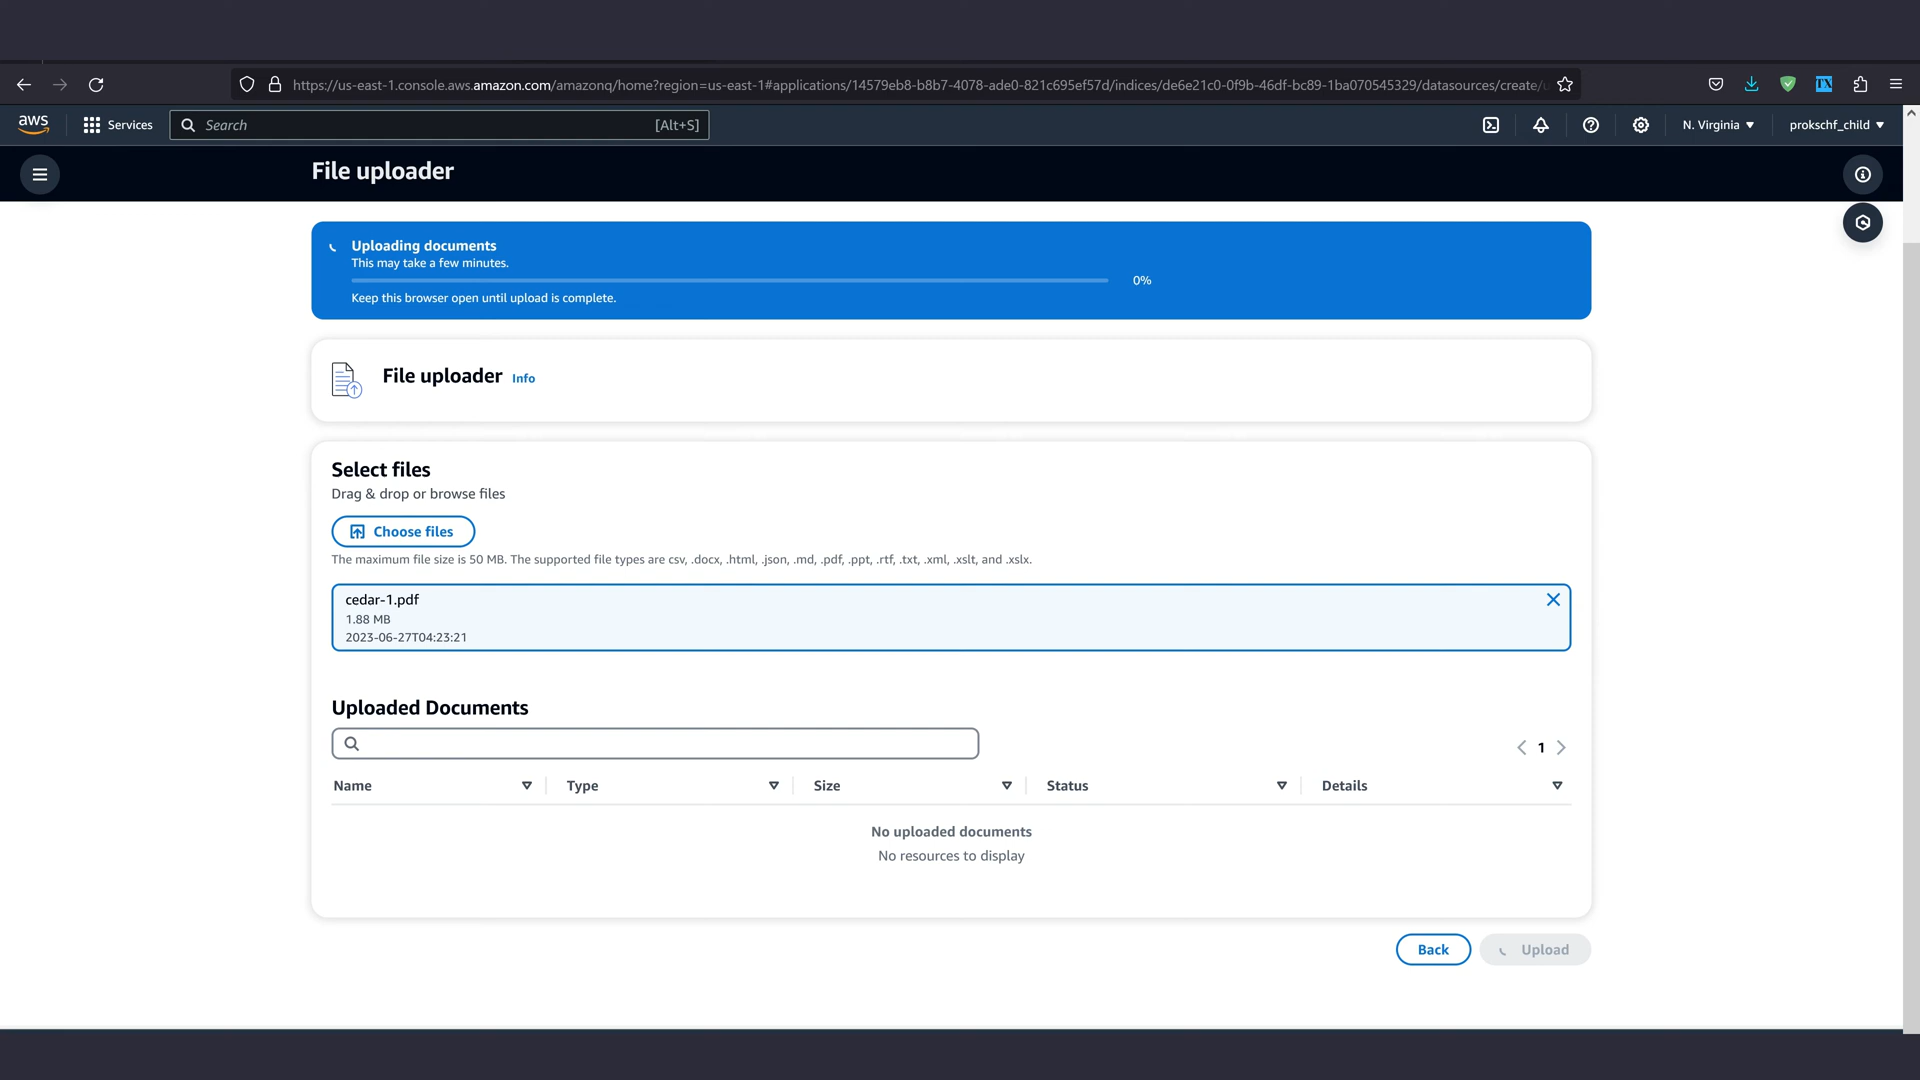 https://us-east-1.console.aws.amazon.com/amazonq/home?region=us-east-1#applications/14579eb8-b8b7-4078-ade0-821c695ef57d/indices/de6e21c0-0f9b-46df-bc89-1ba070545329/datasources/create/u
aws Services Search [Alt+S] N. Virginia prokschf_child
File uploader
Uploading documents
This may take a few minutes.
0%
Keep this browser open until upload is complete.
File uploader Info
Select files
Drag & drop or browse files
Choose files
The maximum file size is 50 MB. The supported file types are csv, .docx, .html, .json, .md, .pdf, .ppt, .rtf, .txt, .xml, .xslt, and .xslx.
cedar-1.pdf
1.88 MB
2023-06-27T04:23:21
Uploaded Documents
1
Name Type Size Status Details
No uploaded documents
No resources to display
Back Upload